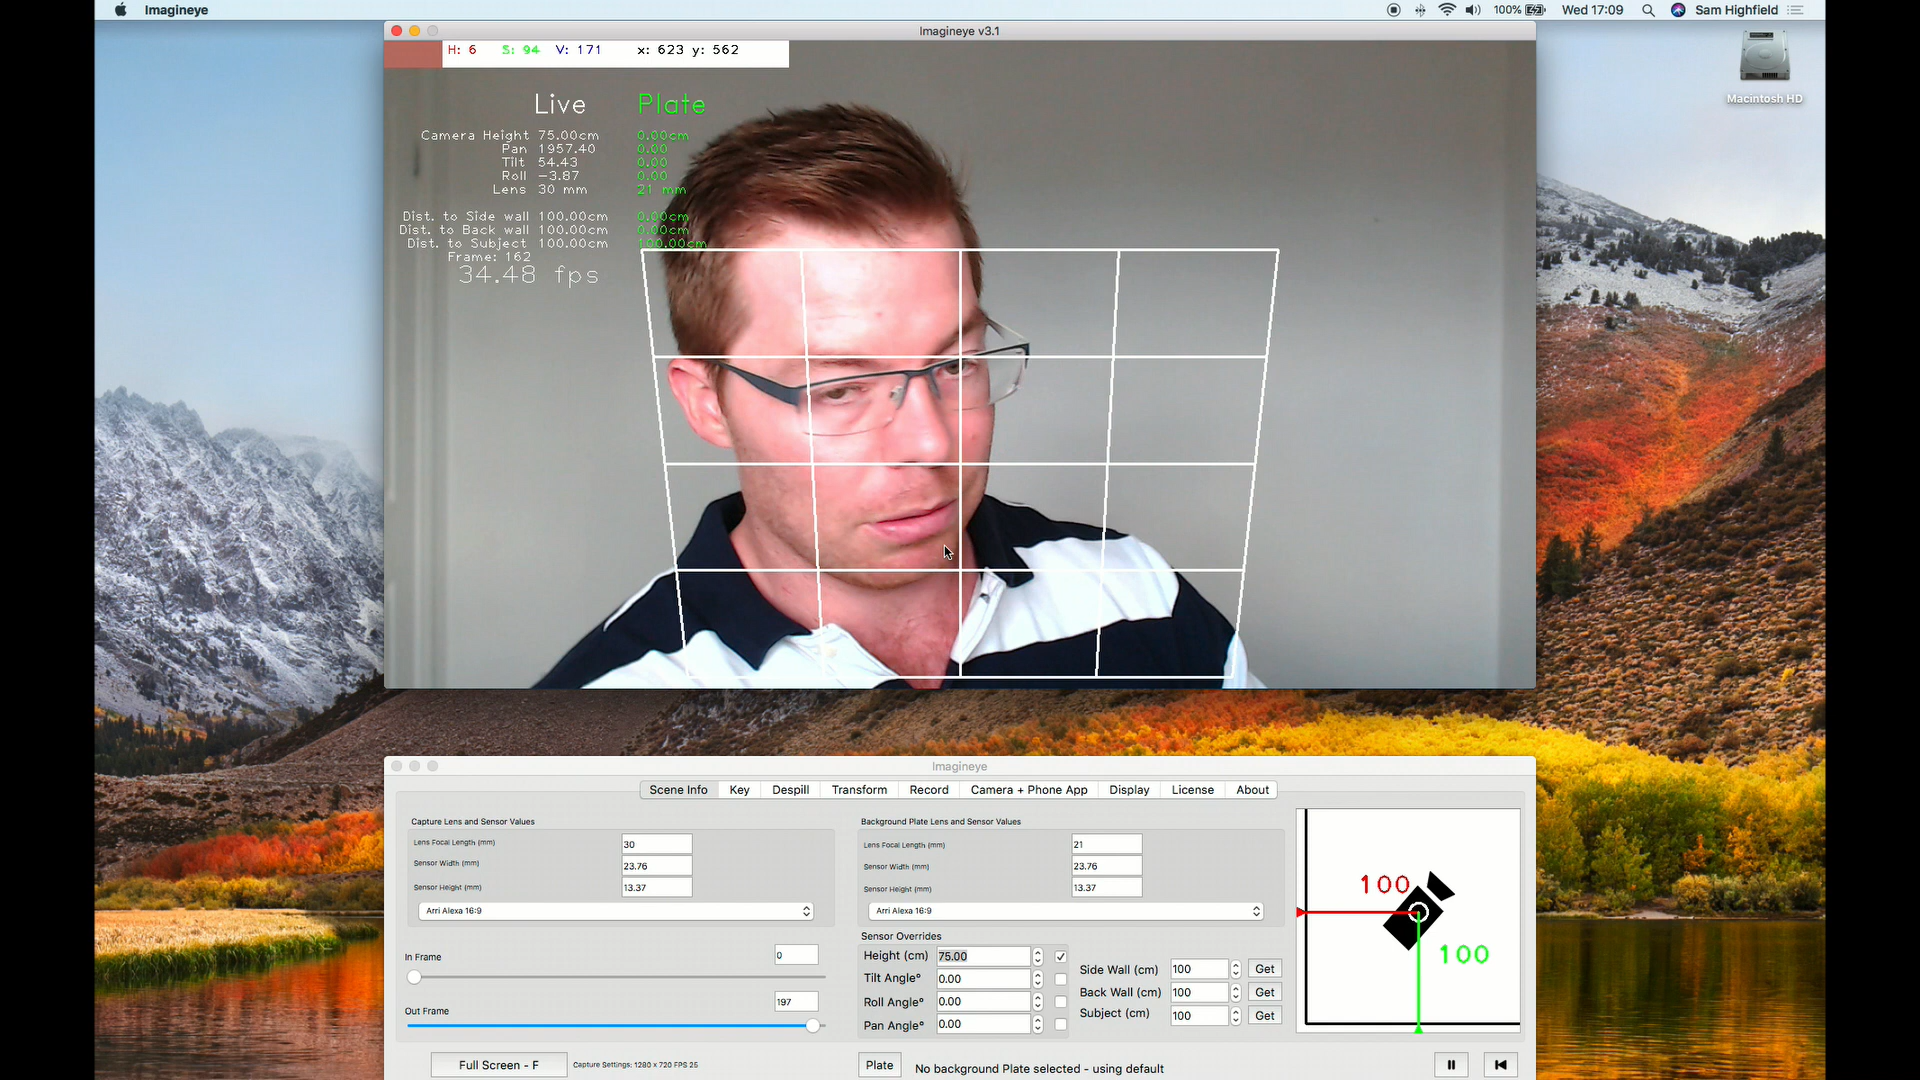 Imagineye
100%
Wed 17:09
Sam Highfield
Imagineye v3.1
H: 6 S: 94 V: 171 x: 623 y: 562
Macintosh HD
Live Plate
Camera Height 75.00cm 0.00cm
Pan 1957.40 0.00
Tilt 54.43 0.00
Roll -3.87 0.00
Lens 30 mm 21 mm
Dist. to Side wall 100.00cm 0.00cm
Dist. to Back wall 100.00cm 0.00cm
Dist. to Subject 100.00cm 100.00cm
Frame: 162
34.48 fps
Imagineye
Scene Info Key Despill Transform Record Camera + Phone App Display License About
Capture Lens and Sensor Values
Lens Focal Length (mm) 30
Sensor Width (mm) 23.76
Sensor Height (mm) 13.37
Arri Alexa 16:9
In Frame 0
Out Frame 197
Background Plate Lens and Sensor Values
Lens Focal Length (mm) 21
Sensor Width (mm) 23.76
Sensor Height (mm) 13.37
Arri Alexa 16:9
Sensor Overrides
Height (cm) 75.00
Tilt Angle° 0.00
Roll Angle° 0.00
Pan Angle° 0.00
Side Wall (cm) 100 Get
Back Wall (cm) 100 Get
Subject (cm) 100 Get
100
100
Full Screen - F
Capture Settings: 1280 x 720 FPS 25
Plate
No background Plate selected - using default